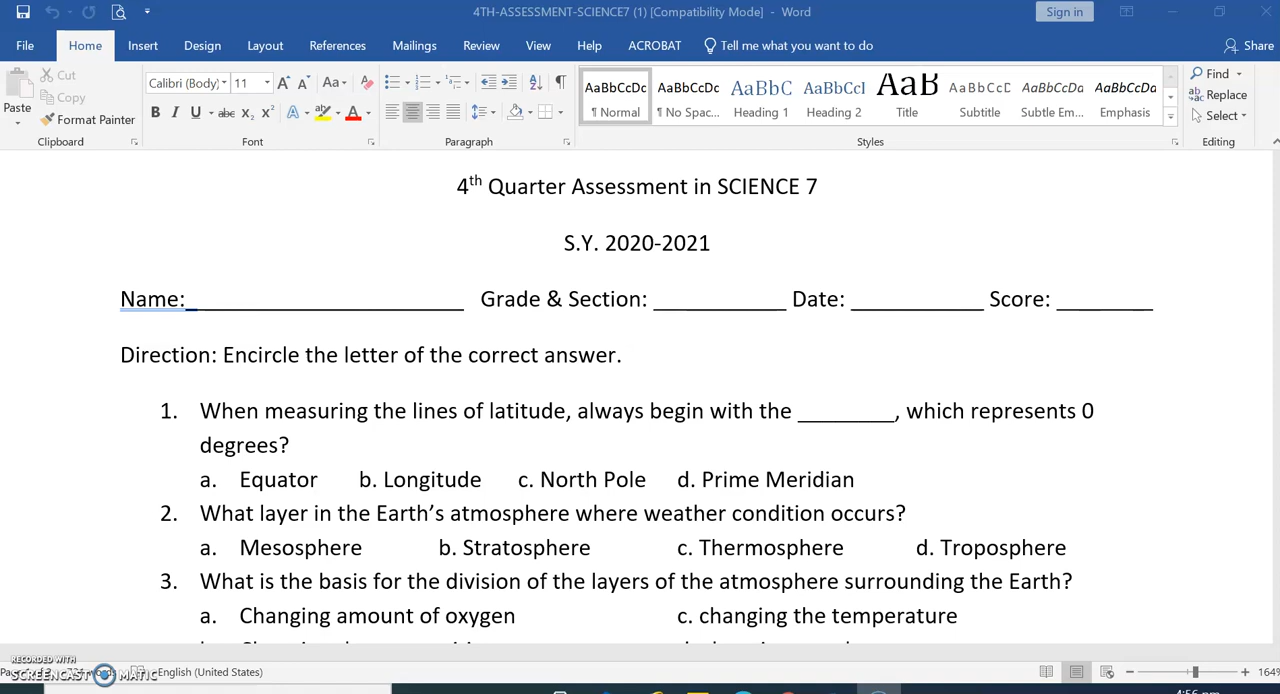 4TH-ASSESSMENT-SCIENCE7 (1) [Compatibility Mode] - Word
Sign in
File Home Insert Design Layout References Mailings Review View Help ACROBAT Tell me what you want to do Share
Paste
Cut
Copy
Format Painter
Calibri (Body) 11
AaBbCcDc AaBbCcDc AaBbC AaBbCcI AaB AaBbCcD AaBbCcDa AaBbCcDa
¶ Normal ¶ No Spac... Heading 1 Heading 2 Title Subtitle Subtle Em... Emphasis
Find
Replace
Select
Clipboard Font Paragraph Styles Editing
4th Quarter Assessment in SCIENCE 7
S.Y. 2020-2021
Name:_________________________ Grade & Section: ____________ Date: ____________ Score: _________
Direction: Encircle the letter of the correct answer.
1. When measuring the lines of latitude, always begin with the ________, which represents 0
degrees?
a. Equator b. Longitude c. North Pole d. Prime Meridian
2. What layer in the Earth’s atmosphere where weather condition occurs?
a. Mesosphere b. Stratosphere c. Thermosphere d. Troposphere
3. What is the basis for the division of the layers of the atmosphere surrounding the Earth?
a. Changing amount of oxygen c. changing the temperature
RECORDED WITH
SCREENCAST MATIC
English (United States)
164%
4:56 pm